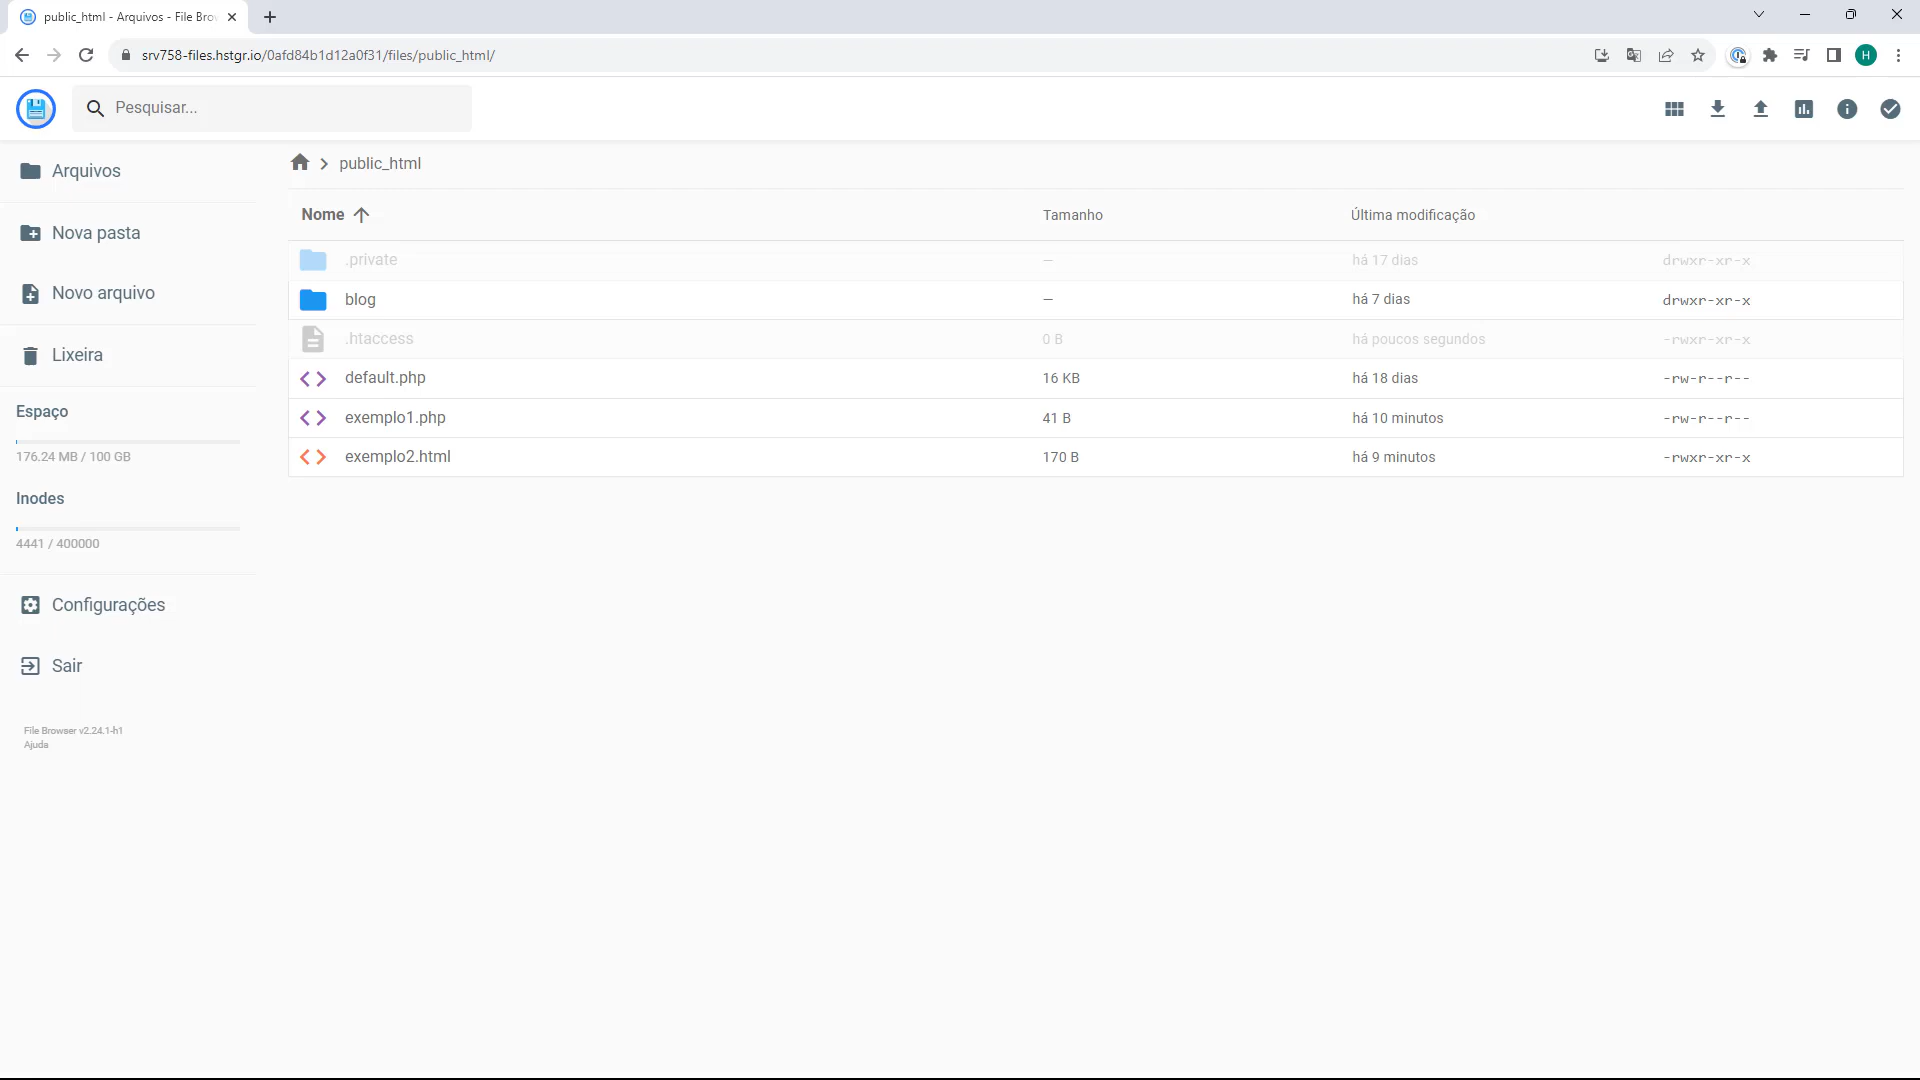 public_html - Arquivos - File Bro
srv758-files.hstgr.io/0afd84b1d12a0f31/files/public_html/
H
Pesquisar...
Arquivos
Nova pasta
Novo arquivo
Lixeira
Espaço
176.24 MB / 100 GB
Inodes
4441 / 400000
Configurações
Sair
File Browser v2.24.1-h1
Ajuda
public_html
Nome Tamanho Última modificação
.private — há 17 dias drwxr-xr-x
blog — há 7 dias drwxr-xr-x
.htaccess 0 B há poucos segundos -rwxr-xr-x
default.php 16 KB há 18 dias -rw-r--r--
exemplo1.php 41 B há 10 minutos -rw-r--r--
exemplo2.html 170 B há 9 minutos -rwxr-xr-x